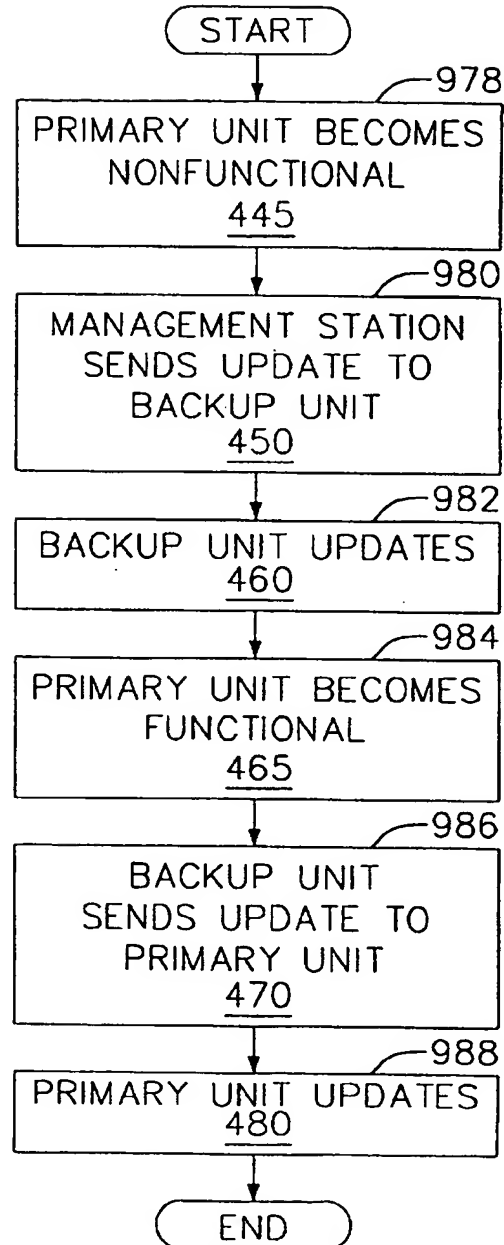 START
978
PRIMARY UNIT BECOMES
NONFUNCTIONAL
445
980
MANAGEMENT STATION
SENDS UPDATE TO
BACKUP UNIT
450
982
BACKUP UNIT UPDATES
460
984
PRIMARY UNIT BECOMES
FUNCTIONAL
465
986
BACKUP UNIT
SENDS UPDATE TO
PRIMARY UNIT
470
988
PRIMARY UNIT UPDATES
480
END